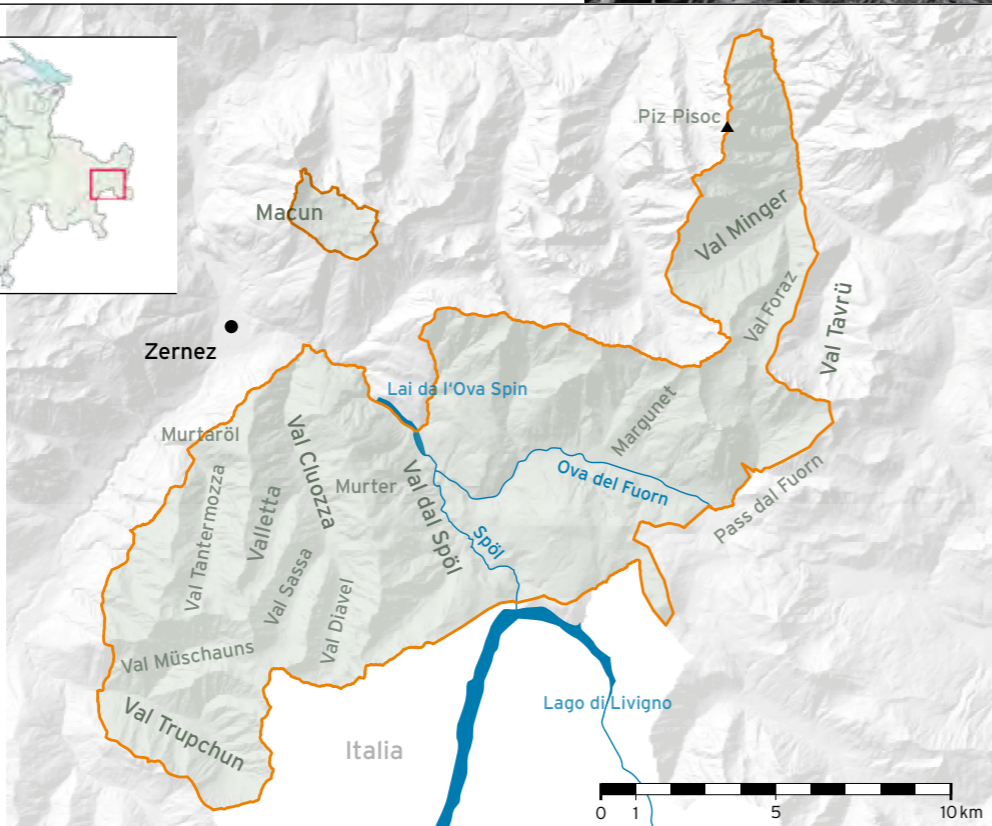 Piz Pisoc
Macun
Val Minger
Val Foraz
Val Tavrü
Zernez
Lai da l'Ova Spin
Murtaröl
Val Cluozza
Margunet
Murter
Val dal Spöl
Ova del Fuorn
Pass dal Fuorn
Val Tantermozza
Valletta
Val Sassa
Spöl
Val Diavel
Val Müschauns
Val Trupchun
Lago di Livigno
Italia
0 1 5 10 km